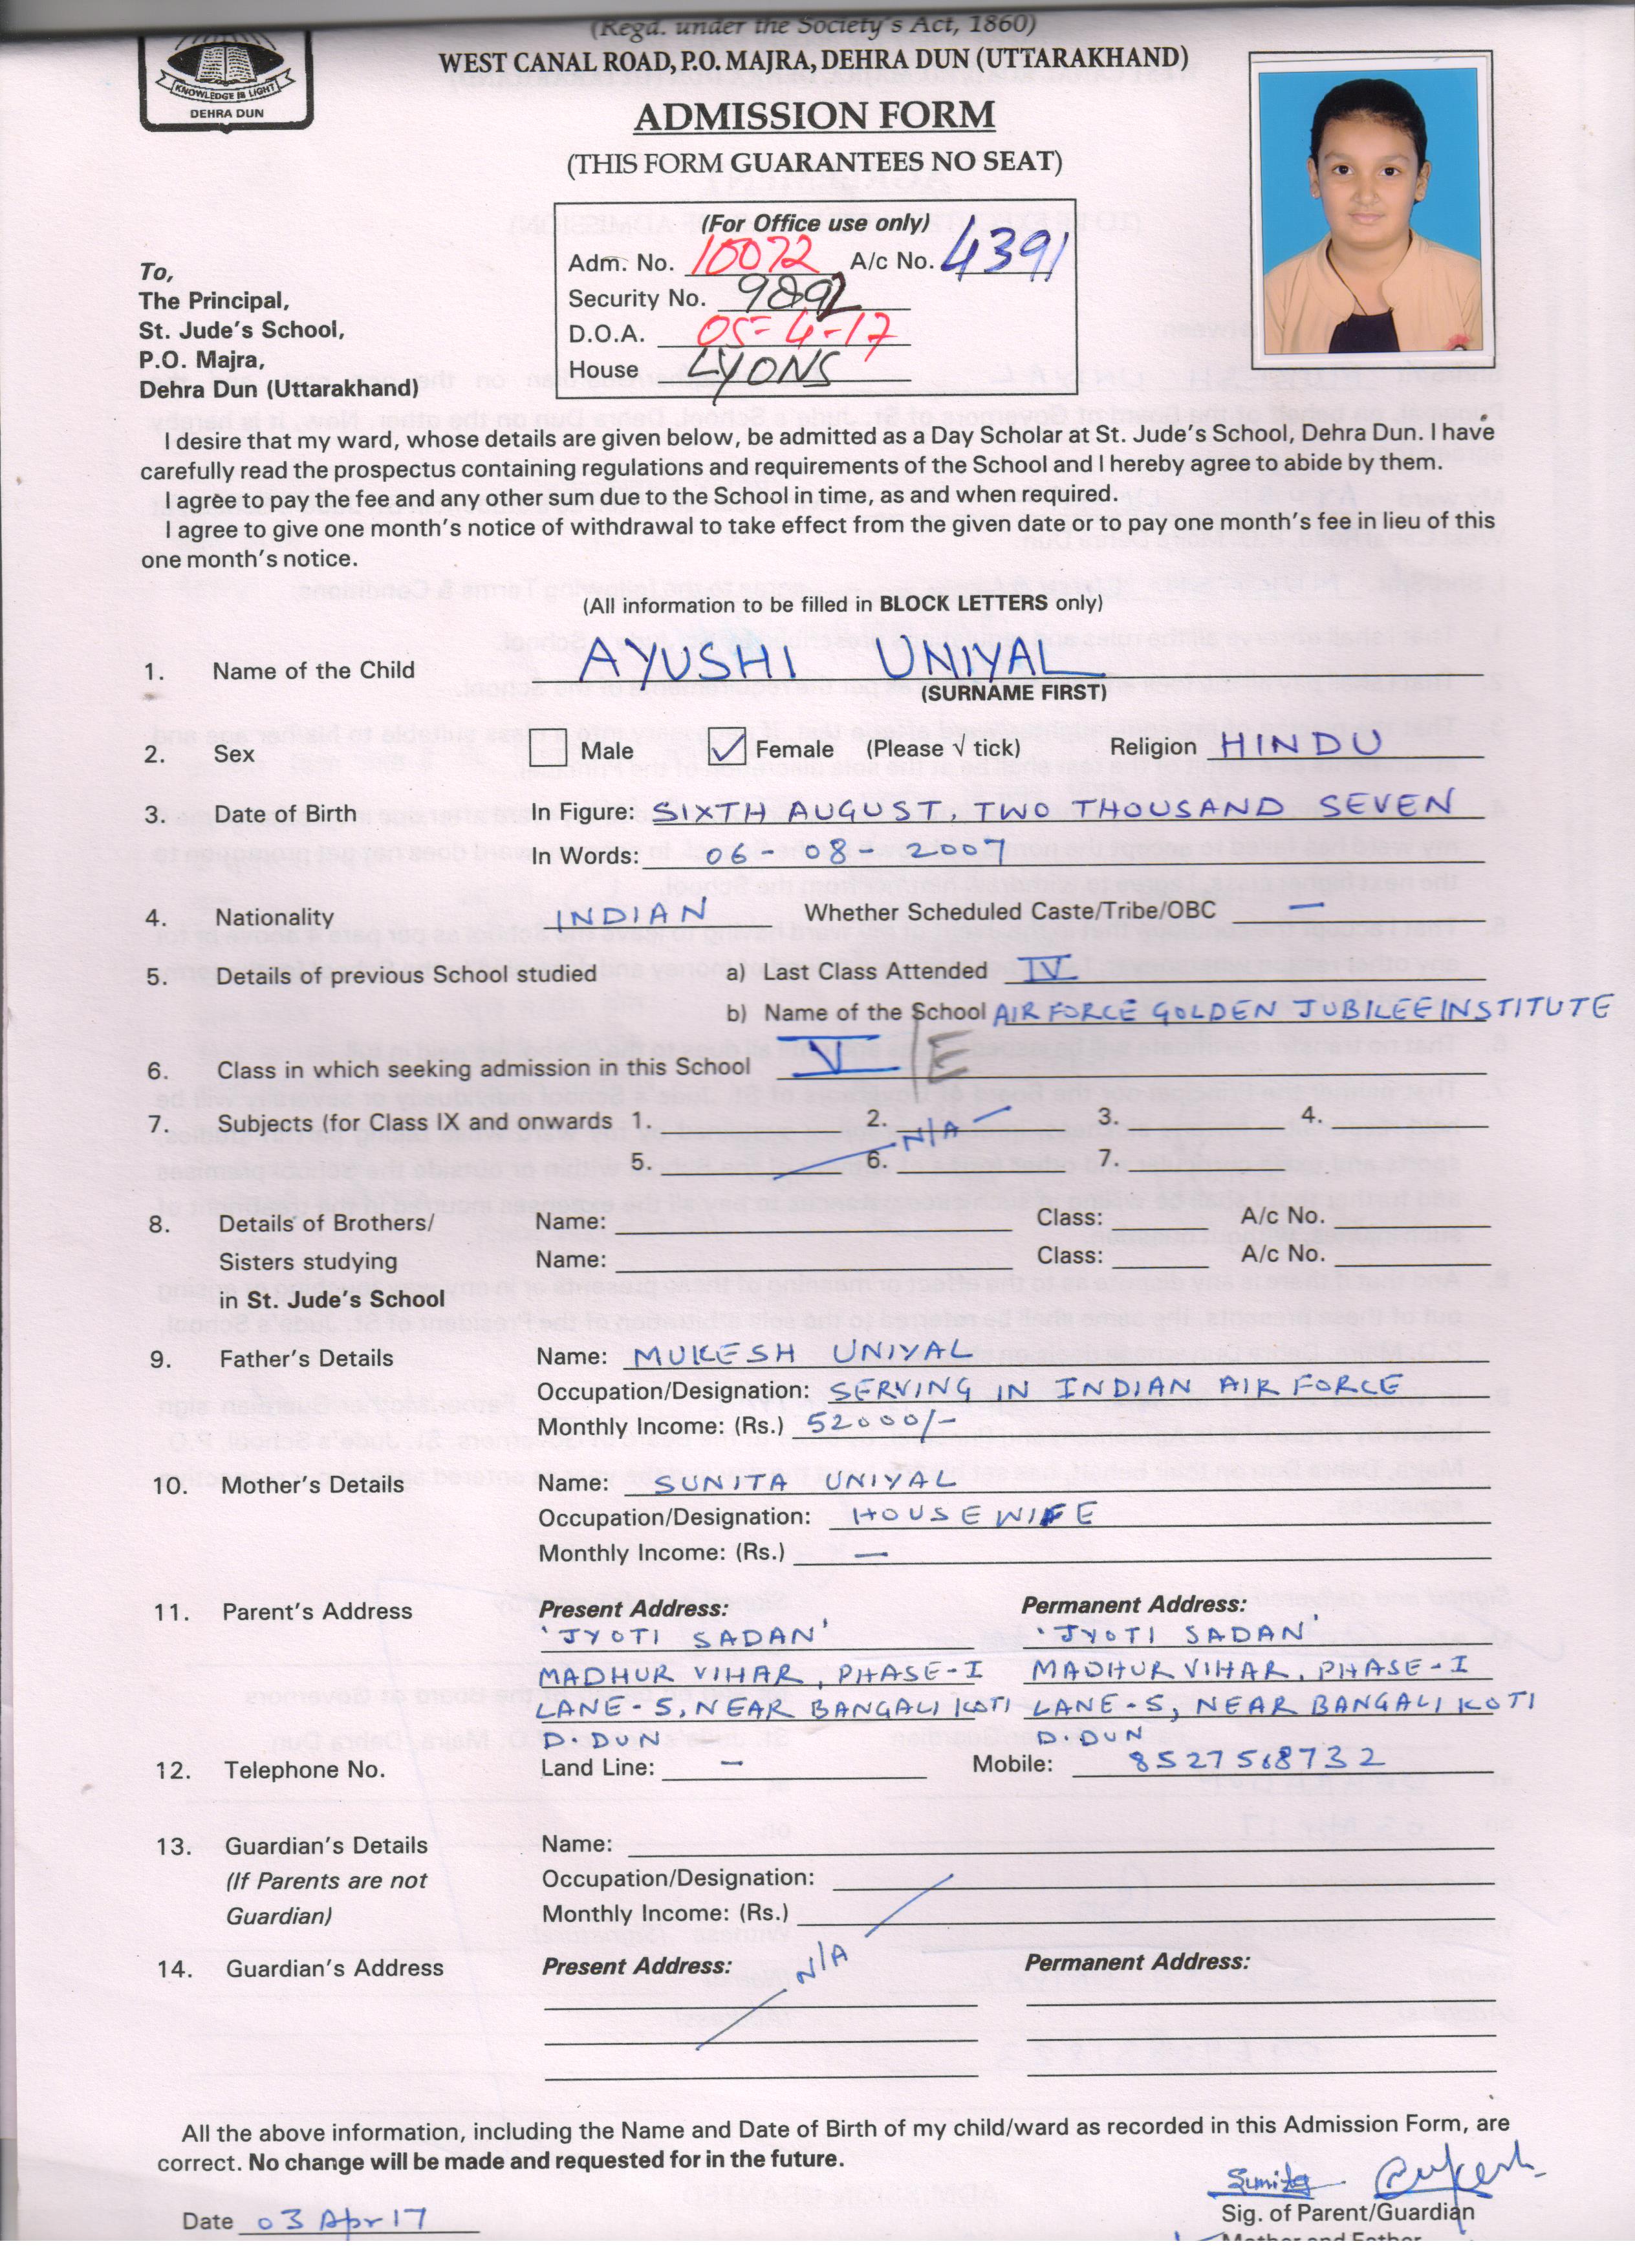 (Regd. under the Society's Act, 1860)
WEST CANAL ROAD, P.O. MAJRA, DEHRA DUN (UTTARAKHAND)
KNOWLEDGE IS LIGHT
DEHRA DUN
ADMISSION FORM
(THIS FORM GUARANTEES NO SEAT)
(For Office use only)
Adm. No. 10072 A/c No. 4391
Security No. 9892
D.O.A. 05-4-17
House LYONS
To,
The Principal,
St. Jude's School,
P.O. Majra,
Dehra Dun (Uttarakhand)
I desire that my ward, whose details are given below, be admitted as a Day Scholar at St. Jude's School, Dehra Dun. I have
carefully read the prospectus containing regulations and requirements of the School and I hereby agree to abide by them.
I agree to pay the fee and any other sum due to the School in time, as and when required.
I agree to give one month's notice of withdrawal to take effect from the given date or to pay one month's fee in lieu of this
one month's notice.
(All information to be filled in BLOCK LETTERS only)
1. Name of the Child AYUSHI UNIYAL
(SURNAME FIRST)
2. Sex Male ✓ Female (Please √ tick) Religion HINDU
3. Date of Birth In Figure: SIXTH AUGUST, TWO THOUSAND SEVEN
In Words: 06-08-2007
4. Nationality INDIAN Whether Scheduled Caste/Tribe/OBC —
5. Details of previous School studied a) Last Class Attended IV
b) Name of the School AIR FORCE GOLDEN JUBILEE INSTITUTE
6. Class in which seeking admission in this School V/E
7. Subjects (for Class IX and onwards 1. 2. 3. 4.
N/A
5. 6. 7.
8. Details of Brothers/ Name: Class: A/c No.
Sisters studying Name: Class: A/c No.
in St. Jude's School
9. Father's Details Name: MUKESH UNIYAL
Occupation/Designation: SERVING IN INDIAN AIR FORCE
Monthly Income: (Rs.) 52000/-
10. Mother's Details Name: SUNITA UNIYAL
Occupation/Designation: HOUSE WIFE
Monthly Income: (Rs.) —
11. Parent's Address Present Address: Permanent Address:
'JYOTI SADAN' 'JYOTI SADAN'
MADHUR VIHAR, PHASE-I MADHUR VIHAR, PHASE-I
LANE-5, NEAR BANGALI KOTI LANE-5, NEAR BANGALI KOTI
D.DUN D.DUN
12. Telephone No. Land Line: — Mobile: 8527568732
13. Guardian's Details Name:
(If Parents are not Occupation/Designation:
Guardian) Monthly Income: (Rs.)
N/A
14. Guardian's Address Present Address: Permanent Address:
All the above information, including the Name and Date of Birth of my child/ward as recorded in this Admission Form, are
correct. No change will be made and requested for in the future.
Sunita Mukesh
Date 03 Apr 17 Sig. of Parent/Guardian
Mother and Father